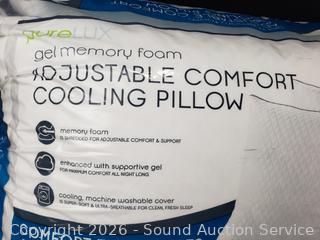 pureLUX
gel memory foam
ADJUSTABLE COMFORT
COOLING PILLOW
memory foam
IS SHREDDED FOR ADJUSTABLE COMFORT & SUPPORT
enhanced with supportive gel
FOR MAXIMUM COMFORT ALL NIGHT LONG
cooling, machine washable cover
IS SUPER-SOFT & ULTRA-BREATHABLE FOR CLEAN, FRESH SLEEP
Copyright 2026 - Sound Auction Service